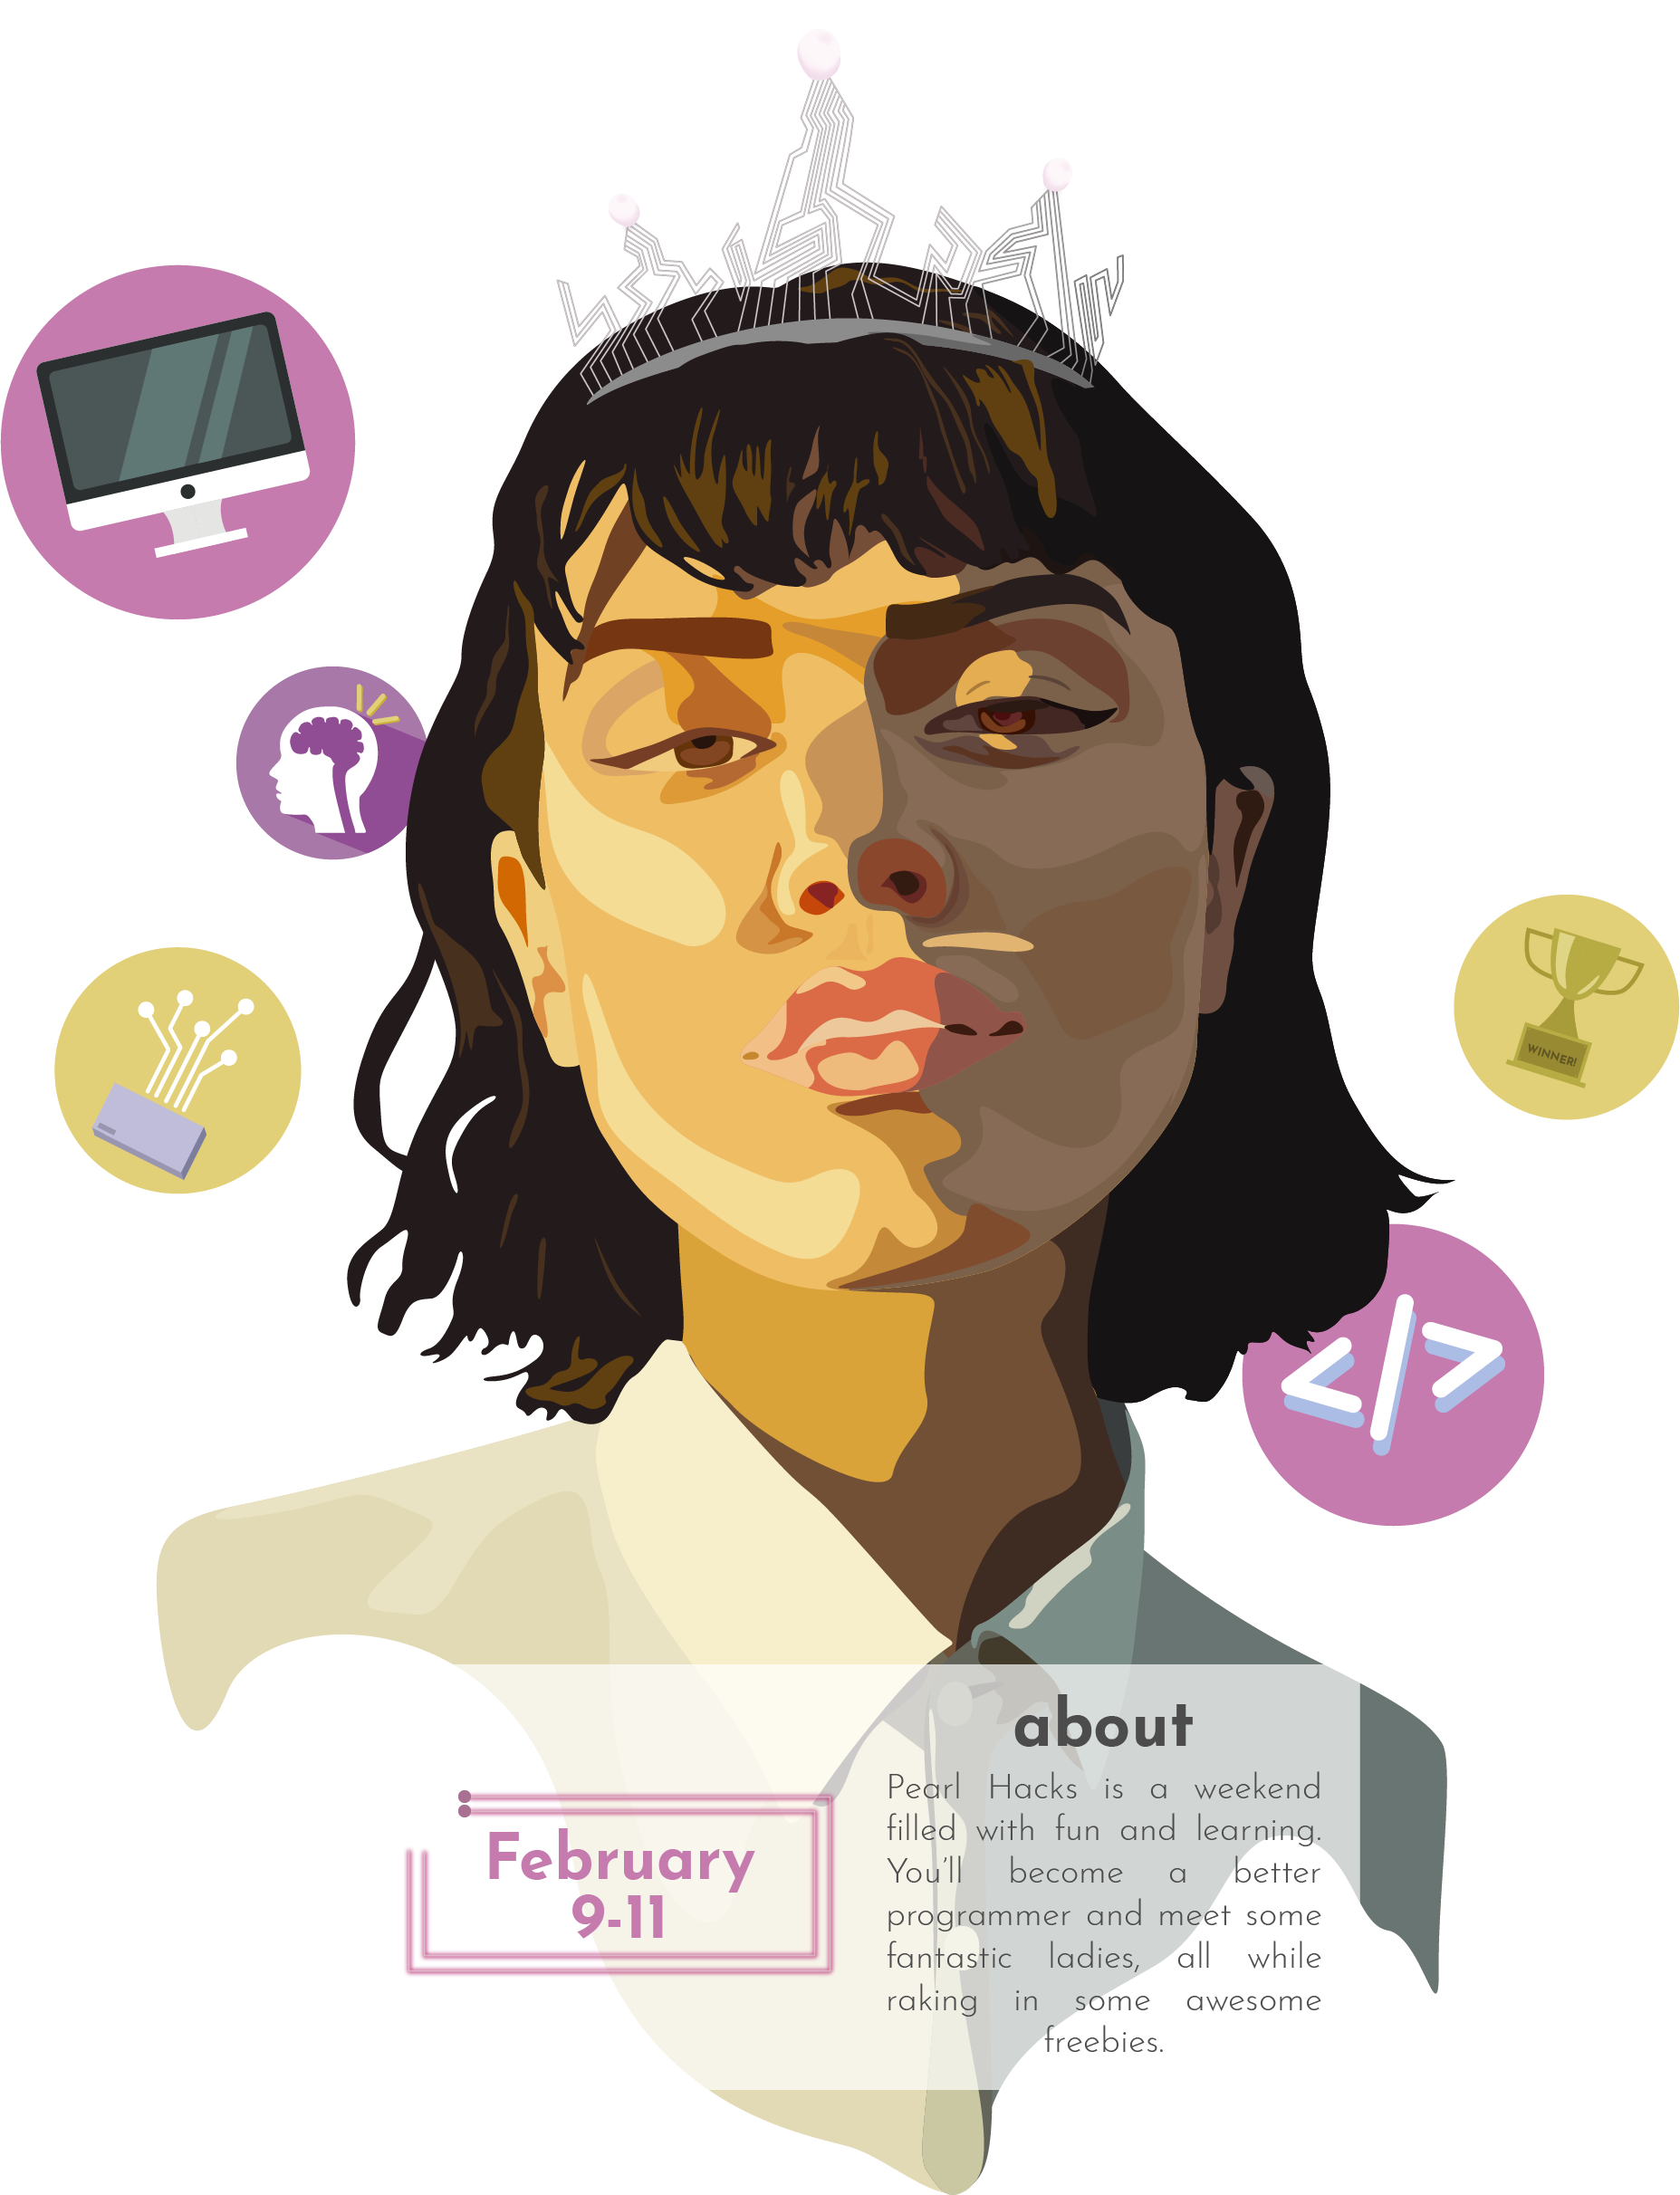 WINNER!
</>
about
Pearl Hacks is a weekend
filled with fun and learning.
You'll become a better
programmer and meet some
fantastic ladies, all while
raking in some awesome
freebies.
February
9-11